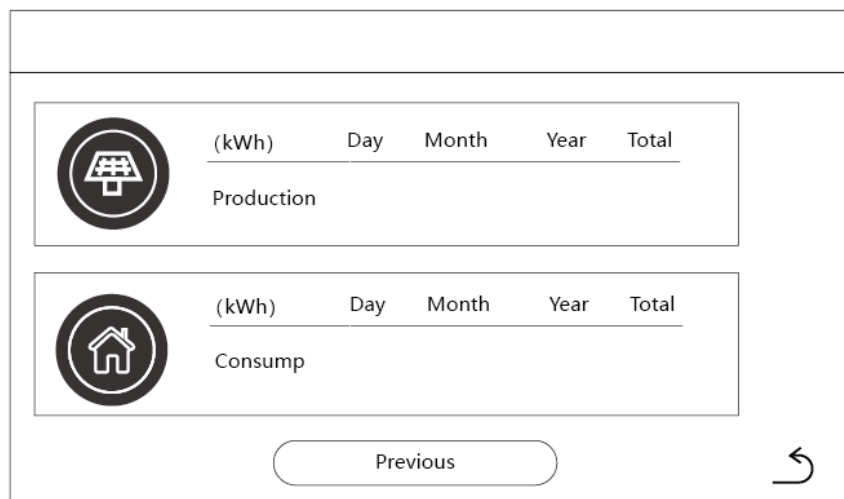 (kWh) Day Month Year Total
Production
(kWh) Day Month Year Total
Consump
Previous